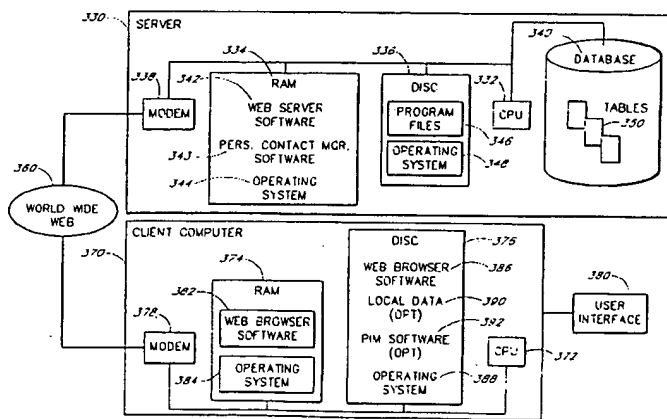 330
SERVER
334
336
340
DATABASE
338
342
RAM
DISC
332
MODEM
WEB SERVER
SOFTWARE
PROGRAM
FILES
CPU
TABLES
350
343
PERS. CONTACT MGR.
SOFTWARE
346
344
OPERATING
SYSTEM
OPERATING
SYSTEM
348
360
WORLD WIDE
WEB
CLIENT COMPUTER
370
374
DISC
376
382
RAM
WEB BROWSER
SOFTWARE
386
380
378
WEB BROWSER
SOFTWARE
LOCAL DATA
(OPT)
390
USER
INTERFACE
MODEM
PIM SOFTWARE
(OPT)
392
CPU
372
384
OPERATING
SYSTEM
OPERATING
SYSTEM
388